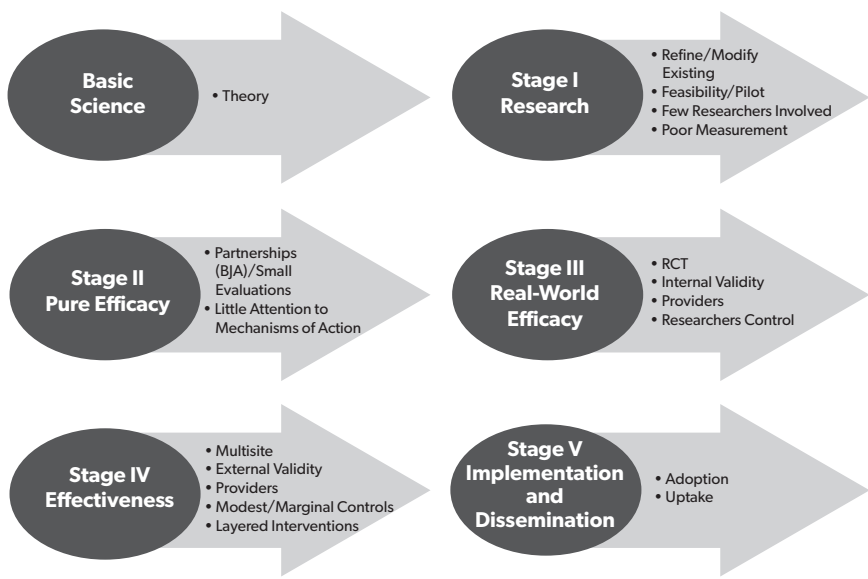 Basic
Science
• Theory
Stage I
Research
• Refine/Modify
Existing
• Feasibility/Pilot
• Few Researchers Involved
• Poor Measurement
Stage II
Pure Efficacy
• Partnerships
(BJA)/Small
Evaluations
• Little Attention to
Mechanisms of Action
Stage III
Real-World
Efficacy
• RCT
• Internal Validity
• Providers
• Researchers Control
Stage IV
Effectiveness
• Multisite
• External Validity
• Providers
• Modest/Marginal Controls
• Layered Interventions
Stage V
Implementation
and
Dissemination
• Adoption
• Uptake